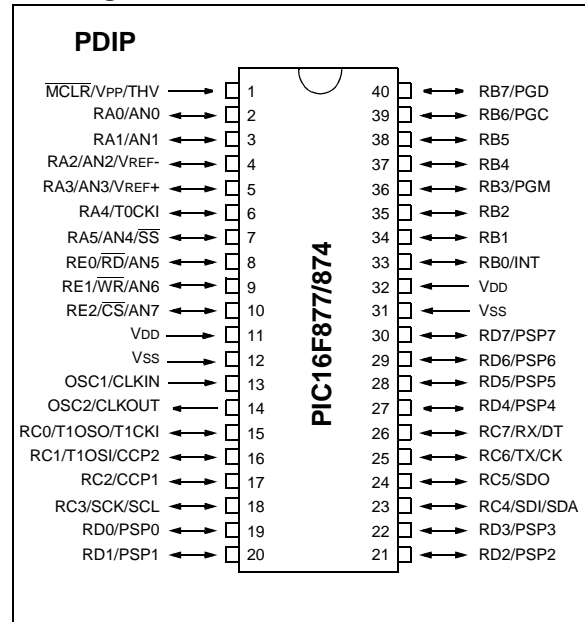 PDIP
MCLR/VPP/THV 1 40 RB7/PGD
RA0/AN0 2 39 RB6/PGC
RA1/AN1 3 38 RB5
RA2/AN2/VREF- 4 37 RB4
RA3/AN3/VREF+ 5 36 RB3/PGM
RA4/T0CKI 6 35 RB2
RA5/AN4/SS 7 34 RB1
RE0/RD/AN5 8 33 RB0/INT
RE1/WR/AN6 9 32 VDD
RE2/CS/AN7 10 31 VSS
VDD 11 30 RD7/PSP7
VSS 12 29 RD6/PSP6
OSC1/CLKIN 13 28 RD5/PSP5
OSC2/CLKOUT 14 27 RD4/PSP4
RC0/T1OSO/T1CKI 15 26 RC7/RX/DT
RC1/T1OSI/CCP2 16 25 RC6/TX/CK
RC2/CCP1 17 24 RC5/SDO
RC3/SCK/SCL 18 23 RC4/SDI/SDA
RD0/PSP0 19 22 RD3/PSP3
RD1/PSP1 20 21 RD2/PSP2
PIC16F877/874